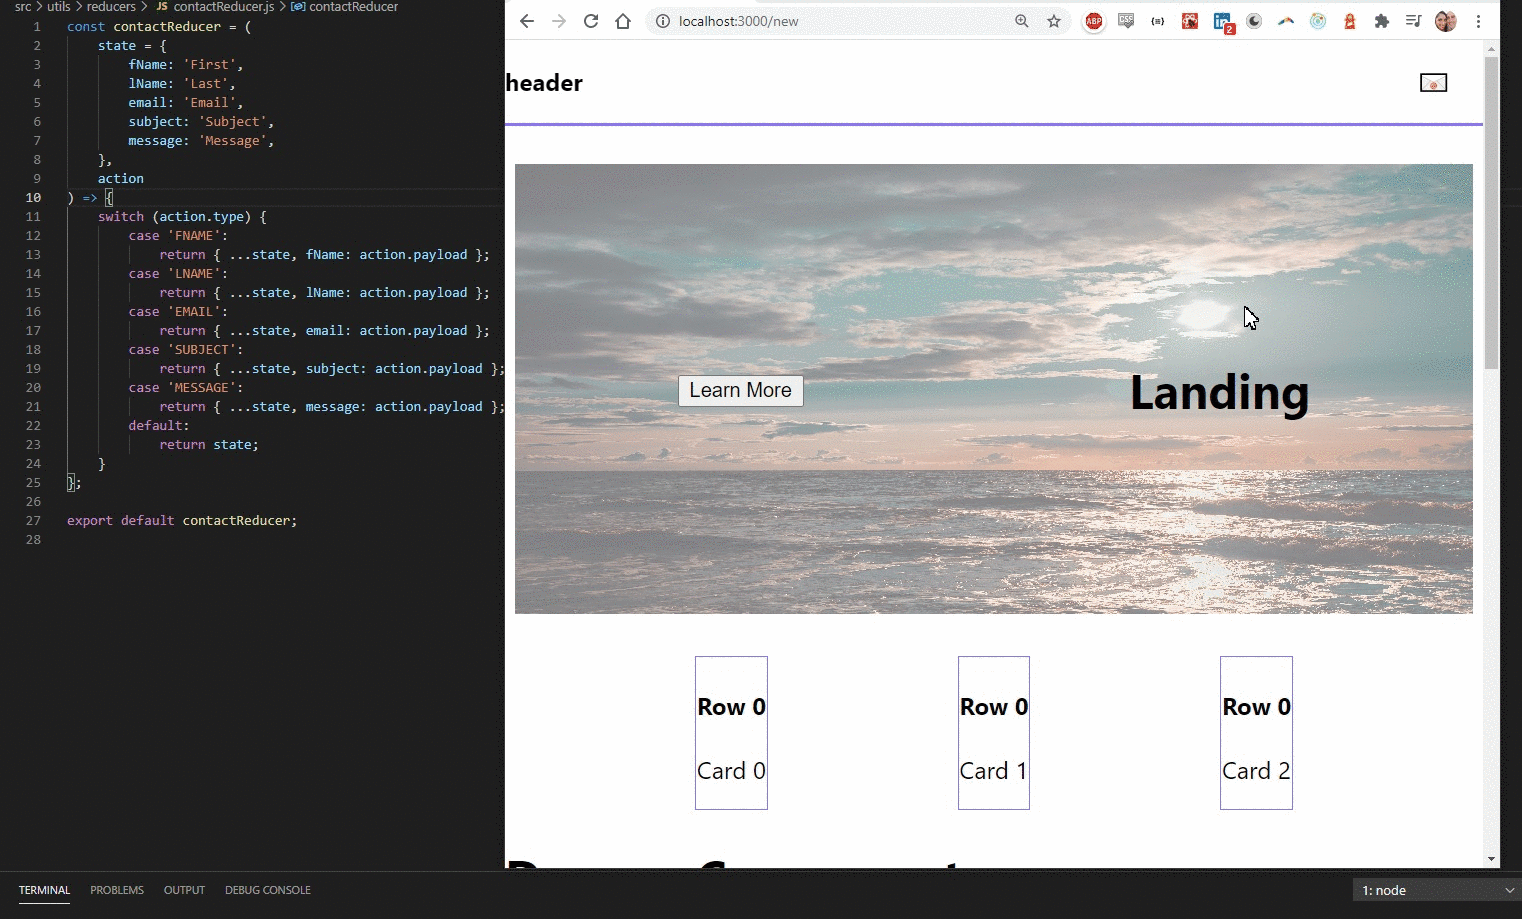 src > utils > reducers > JS contactReducer.js > contactReducer
1 const contactReducer = (
2 state = {
3 fName: 'First',
4 lName: 'Last',
5 email: 'Email',
6 subject: 'Subject',
7 message: 'Message',
8 },
9 action
10 ) => {
11 switch (action.type) {
12 case 'FNAME':
13 return { ...state, fName: action.payload };
14 case 'LNAME':
15 return { ...state, lName: action.payload };
16 case 'EMAIL':
17 return { ...state, email: action.payload };
18 case 'SUBJECT':
19 return { ...state, subject: action.payload };
20 case 'MESSAGE':
21 return { ...state, message: action.payload };
22 default:
23 return state;
24 }
25 };
26
27 export default contactReducer;
28
localhost:3000/new
ABP
CSS
2
header
Learn More
Landing
Row 0 Row 0 Row 0
Card 0 Card 1 Card 2
TERMINAL PROBLEMS OUTPUT DEBUG CONSOLE
1: node